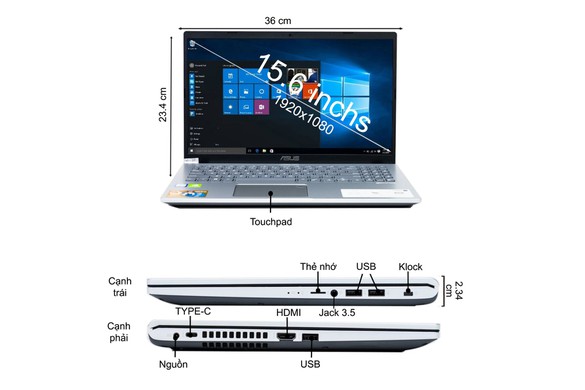 36 cm
23.4 cm
15.6 inchs
1920x1080
ASUS
Touchpad
Cạnh
trái
Thẻ nhớ
USB
Klock
2.34
cm
Jack 3.5
Cạnh
phải
TYPE-C
HDMI
Nguồn
USB